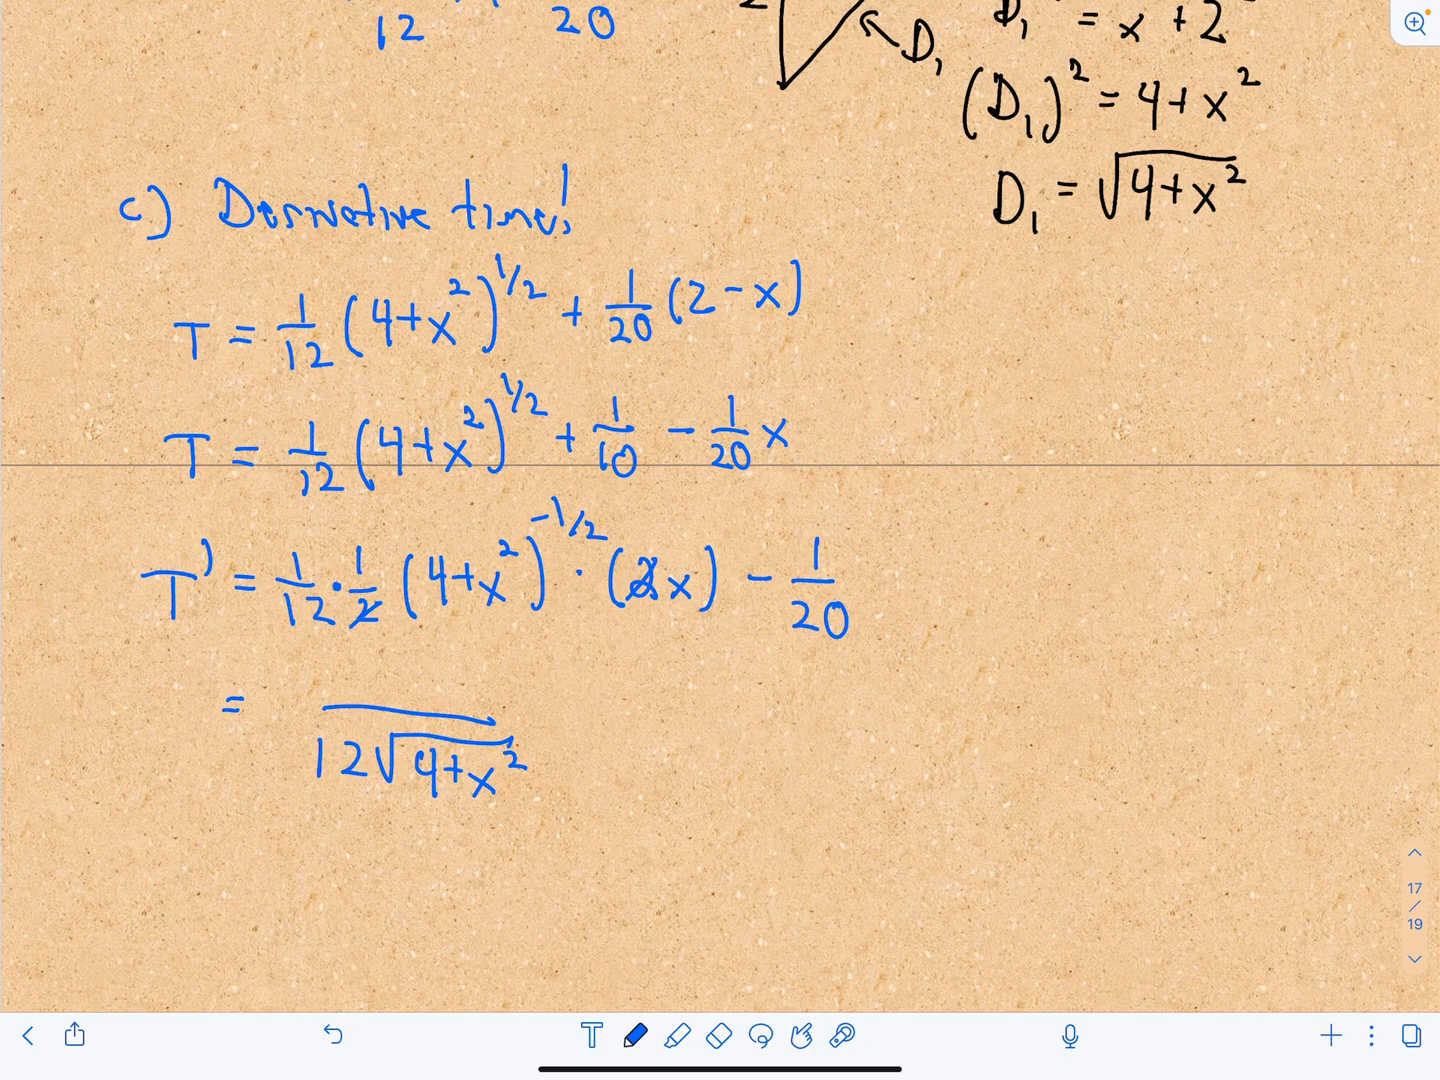 12 20
2
D₁
D₁ = x + 2
(D₁)² = 4 + x²
D₁ = √(4 + x²)
c) Derivative time!
T = 1/12 (4 + x²)^(1/2) + 1/20 (2 - x)
T = 1/12 (4 + x²)^(1/2) + 1/10 - 1/20 x
T' = 1/12 · 1/2 (4 + x²)^(-1/2) · (2x) - 1/20
= ―/(12√(4 + x²))
17
/
19
T